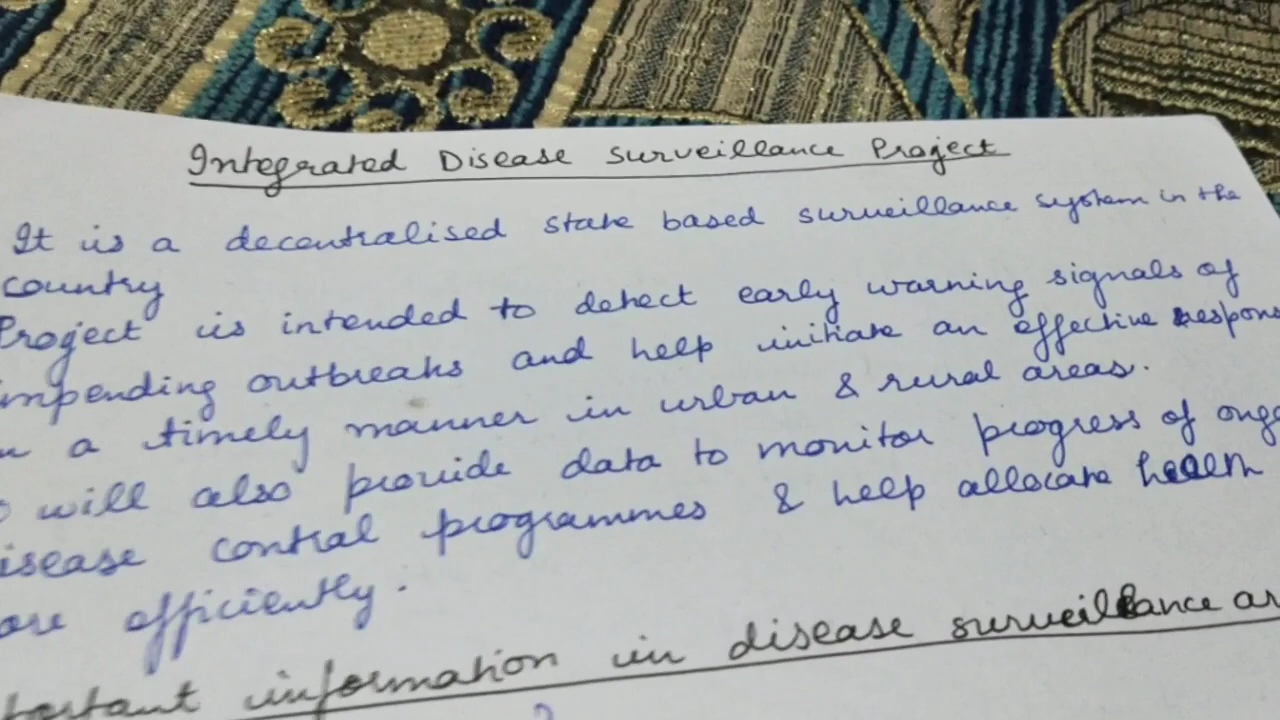 Integrated Disease Surveillance Project
It is a decentralised state based surveillance system in the
country
Project is intended to detect early warning signals of
impending outbreaks and help initiate an effective respons
a timely manner in urban & rural areas.
will also provide data to monitor progress of ongo
isease control programmes & help allocate health
ore efficiently.
portant information in disease surveillance ar